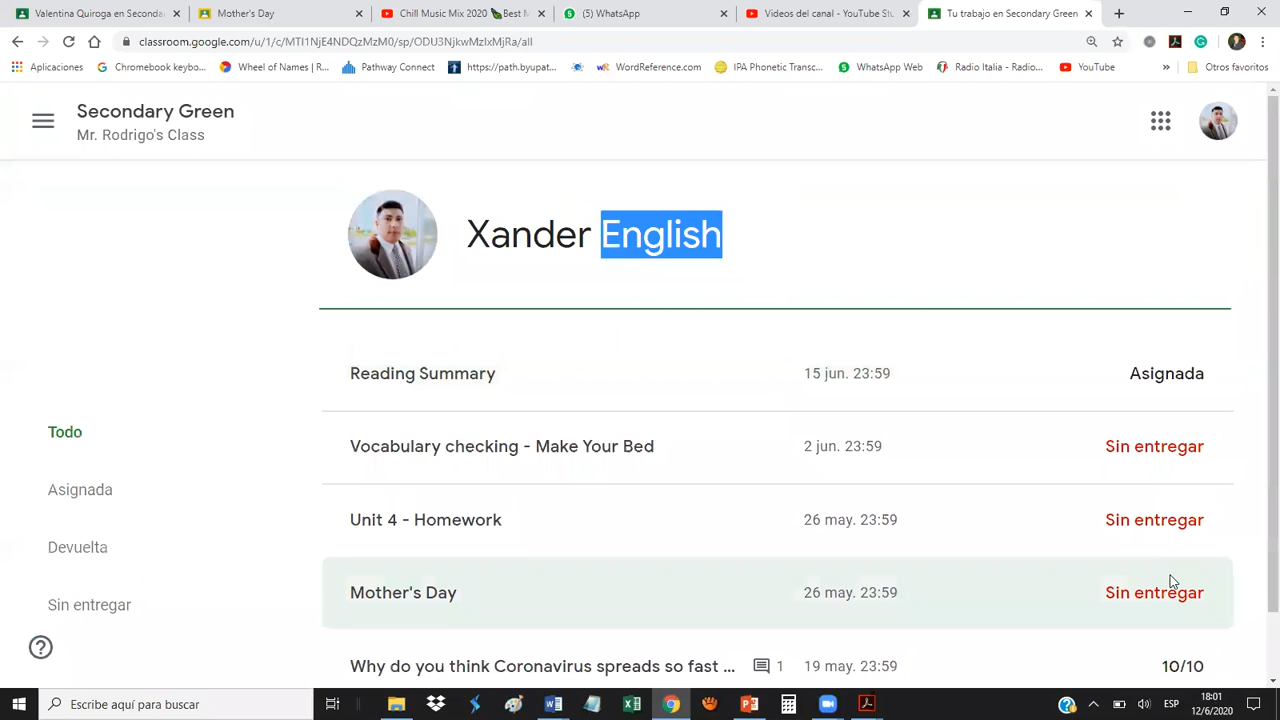 Valentina Quiroga en Secondar
Mother's Day
Chill Music Mix 2020 Best M
(5) WhatsApp
Videos del canal - YouTube Stu
Tu trabajo en Secondary Green
classroom.google.com/u/1/c/MTI1NjE4NDQzMzM0/sp/ODU3NjkwMzIxMjRa/all
Aplicaciones
Chromebook keybo...
Wheel of Names | R...
Pathway Connect
https://path.byupat...
WordReference.com
IPA Phonetic Transc...
WhatsApp Web
Radio Italia - Radio...
YouTube
»
Otros favoritos
Secondary Green
Mr. Rodrigo's Class
Xander English
Reading Summary 15 jun. 23:59 Asignada
Vocabulary checking - Make Your Bed 2 jun. 23:59 Sin entregar
Unit 4 - Homework 26 may. 23:59 Sin entregar
Mother's Day 26 may. 23:59 Sin entregar
Why do you think Coronavirus spreads so fast ... 1 19 may. 23:59 10/10
Todo
Asignada
Devuelta
Sin entregar
Escribe aquí para buscar
ESP
18:01
12/6/2020